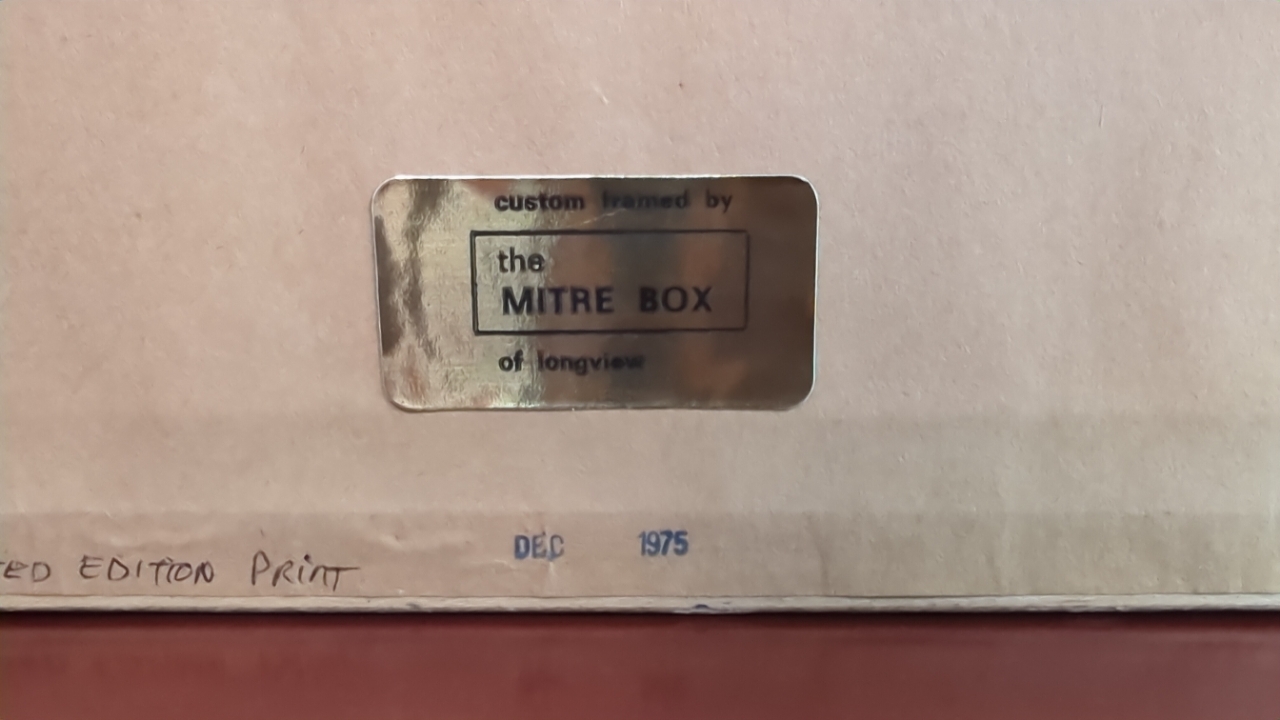 custom framed by
the
MITRE BOX
of longview
DEC 1975
ED EDITION PRINT